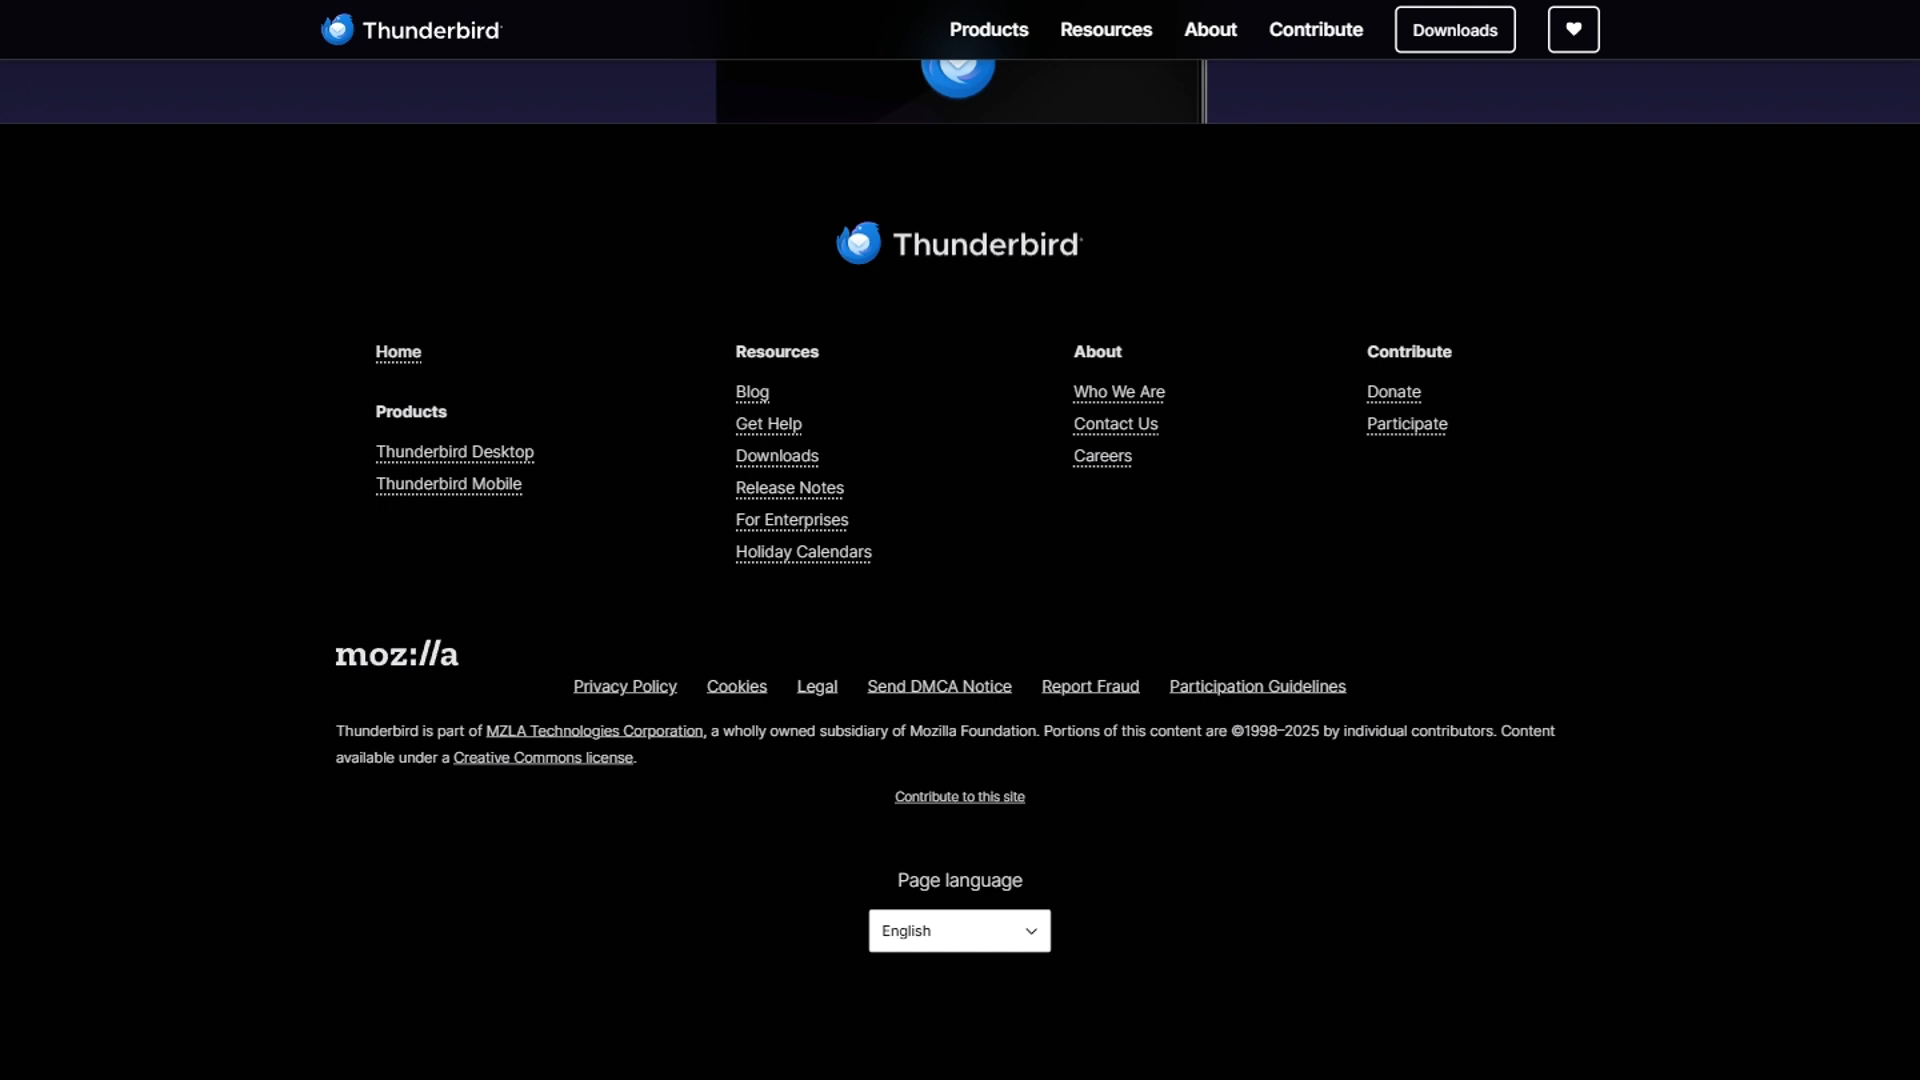 Thunderbird
Products Resources About Contribute Downloads
Thunderbird
Home
Products
Thunderbird Desktop
Thunderbird Mobile
Resources
Blog
Get Help
Downloads
Release Notes
For Enterprises
Holiday Calendars
About
Who We Are
Contact Us
Careers
Contribute
Donate
Participate
moz://a
Privacy Policy Cookies Legal Send DMCA Notice Report Fraud Participation Guidelines
Thunderbird is part of MZLA Technologies Corporation, a wholly owned subsidiary of Mozilla Foundation. Portions of this content are ©1998–2025 by individual contributors. Content
available under a Creative Commons license.
Contribute to this site
Page language
English